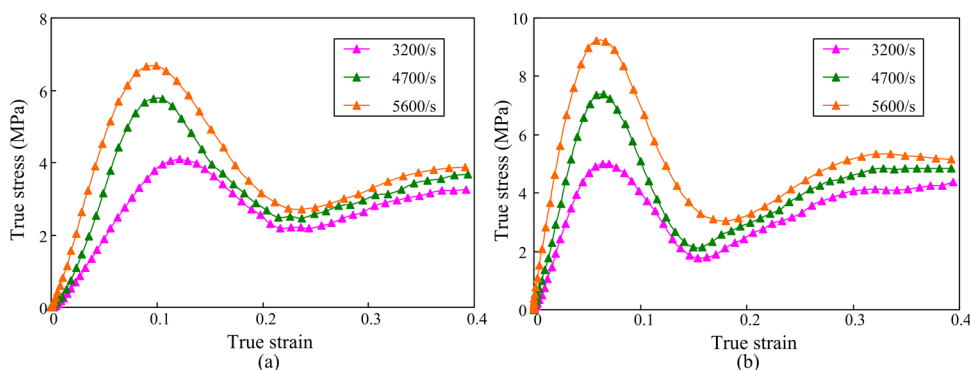 8
6
4
2
0
True stress (MPa)
3200/s
4700/s
5600/s
0 0.1 0.2 0.3 0.4
True strain
(a)
10
8
6
4
2
0
True stress (MPa)
3200/s
4700/s
5600/s
0 0.1 0.2 0.3 0.4
True strain
(b)